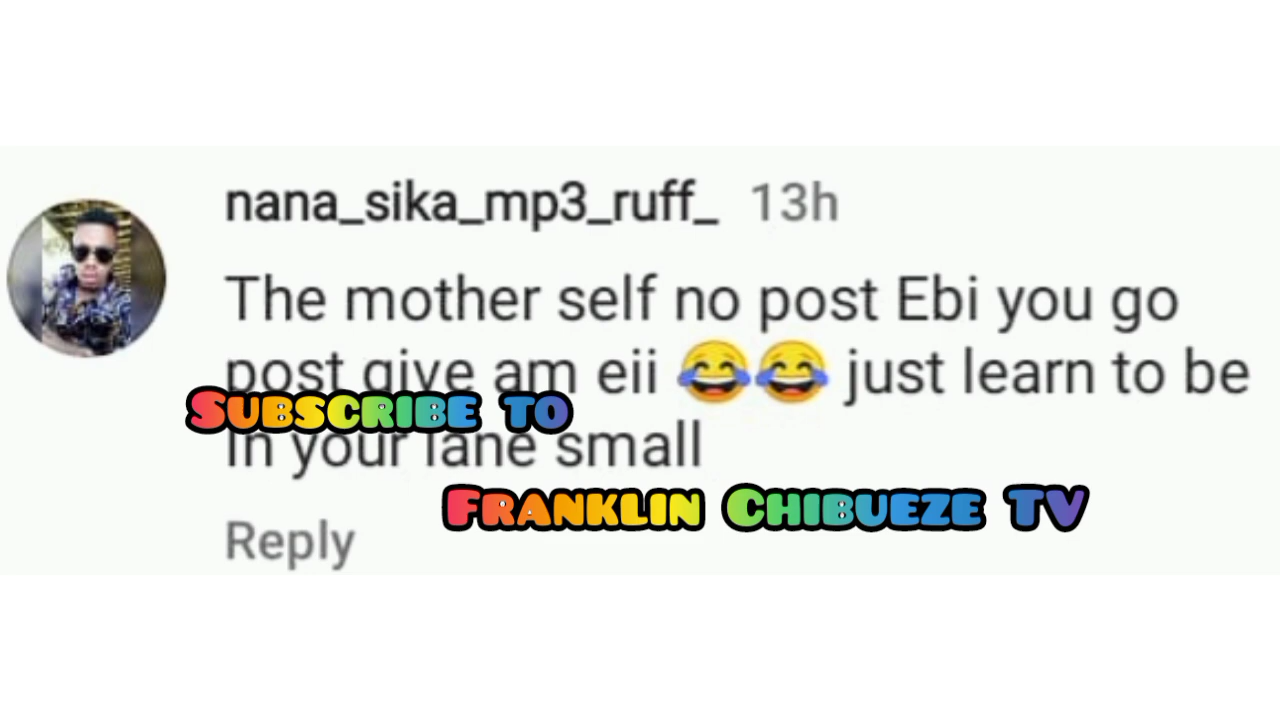 nana_sika_mp3_ruff_ 13h
The mother self no post Ebi you go
post give am eii 😂😂 just learn to be
Subscribe to
In your lane small
Franklin Chibueze TV
Reply